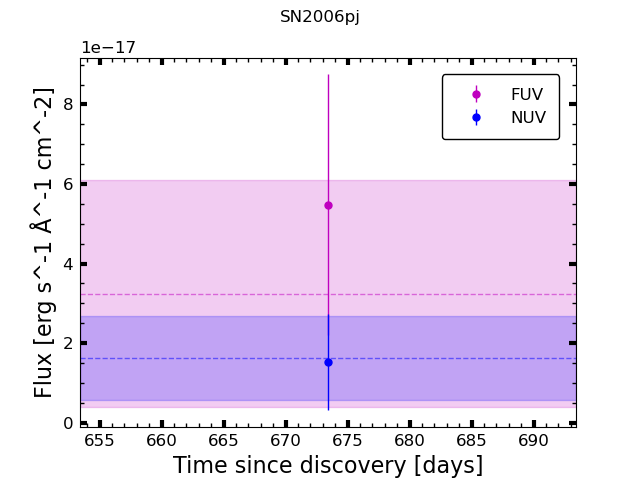 SN2006pj
1e−17
FUV
NUV
8
6
4
2
0
Flux [erg s^-1 Å^-1 cm^-2]
655 660 665 670 675 680 685 690
Time since discovery [days]